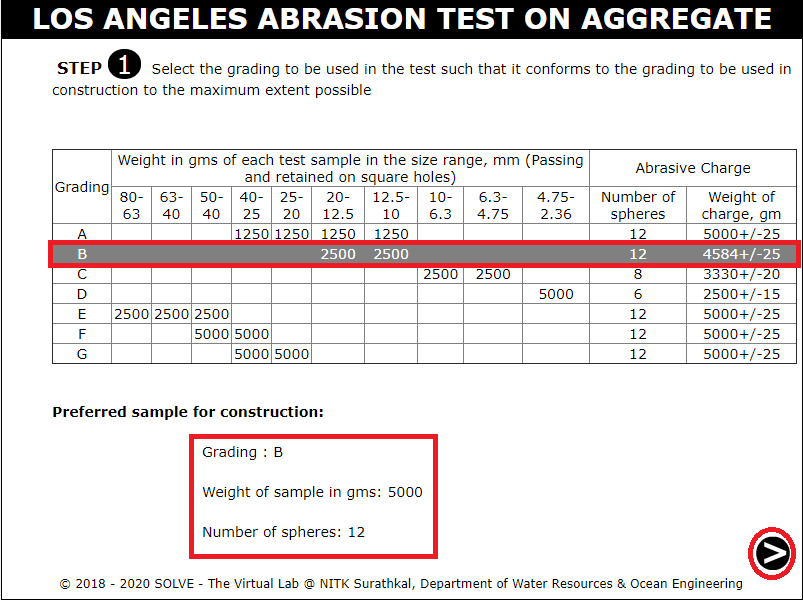 LOS ANGELES ABRASION TEST ON AGGREGATE
STEP 1 Select the grading to be used in the test such that it conforms to the grading to be used in
construction to the maximum extent possible
Grading Weight in gms of each test sample in the size range, mm (Passing and retained on square holes) Abrasive Charge
80-63 63-40 50-40 40-25 25-20 20-12.5 12.5-10 10-6.3 6.3-4.75 4.75-2.36 Number of spheres Weight of charge, gm
A 1250 1250 1250 1250 12 5000+/-25
B 2500 2500 12 4584+/-25
C 2500 2500 8 3330+/-20
D 5000 6 2500+/-15
E 2500 2500 2500 12 5000+/-25
F 5000 5000 12 5000+/-25
G 5000 5000 12 5000+/-25
Preferred sample for construction:
Grading : B
Weight of sample in gms: 5000
Number of spheres: 12
>
© 2018 - 2020 SOLVE - The Virtual Lab @ NITK Surathkal, Department of Water Resources & Ocean Engineering